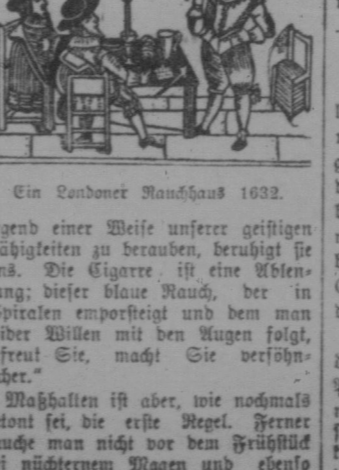 Ein Londoner Rauchhaus 1632.
gend einer Weise unserer geistigen
ähigkeiten zu berauben, beruhigt sie
ns. Die Cigarre ist eine Ablen-
ung; dieser blaue Rauch, der in
Spiralen emporsteigt und dem man
ider Willen mit den Augen folgt,
freut Sie, macht Sie versöhn-
cher."
Maßhalten ist aber, wie nochmals
tont sei, die erste Regel. Ferner
uche man nicht vor dem Frühstück
i nüchternem Magen und ebenso